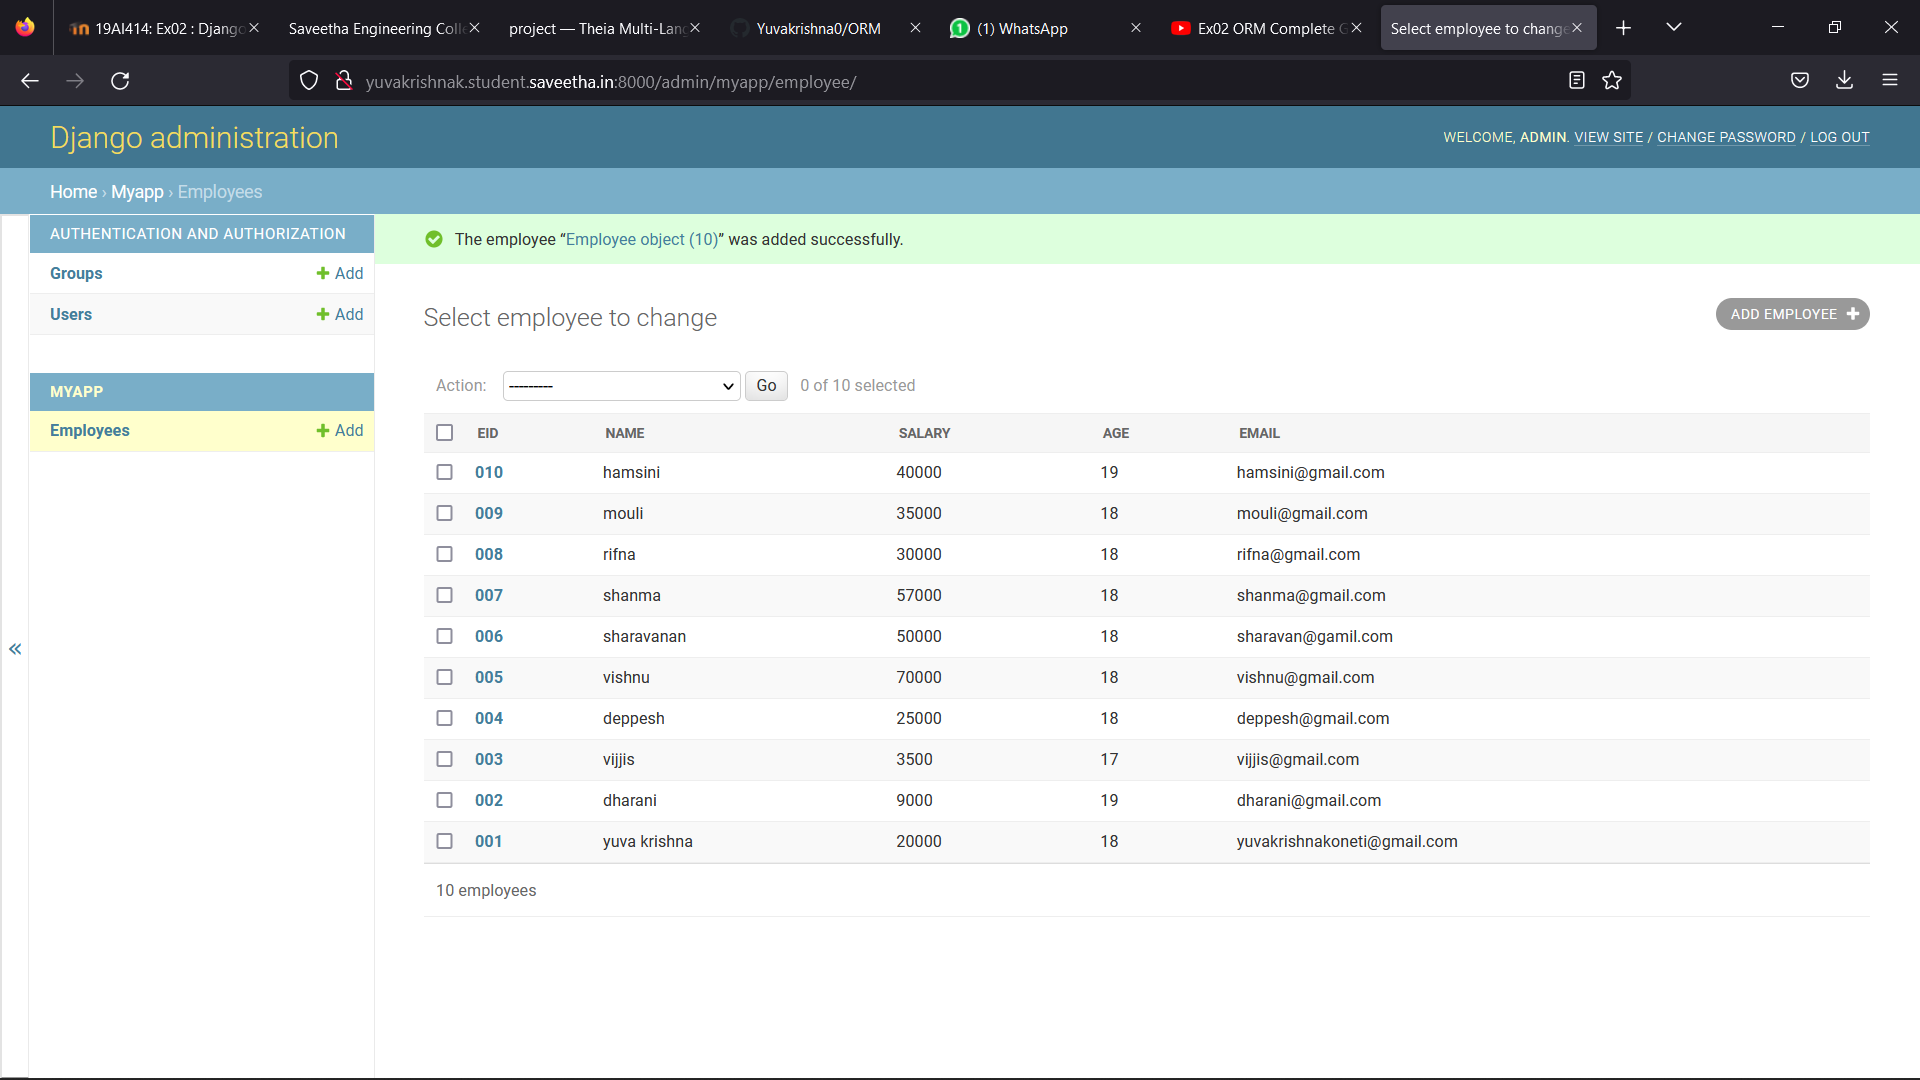 19AI414: Ex02 : Django
Saveetha Engineering Colle
project — Theia Multi-Lang
Yuvakrishna0/ORM
(1) WhatsApp
Ex02 ORM Complete G
Select employee to change
yuvakrishnak.student.saveetha.in:8000/admin/myapp/employee/
Django administration
WELCOME, ADMIN. VIEW SITE / CHANGE PASSWORD / LOG OUT
Home › Myapp › Employees
AUTHENTICATION AND AUTHORIZATION
Groups + Add
Users + Add
MYAPP
Employees + Add
The employee “Employee object (10)” was added successfully.
Select employee to change
ADD EMPLOYEE +
Action: --------- Go 0 of 10 selected
EID NAME SALARY AGE EMAIL
010 hamsini 40000 19 hamsini@gmail.com
009 mouli 35000 18 mouli@gmail.com
008 rifna 30000 18 rifna@gmail.com
007 shanma 57000 18 shanma@gmail.com
006 sharavanan 50000 18 sharavan@gamil.com
005 vishnu 70000 18 vishnu@gmail.com
004 deppesh 25000 18 deppesh@gmail.com
003 vijjis 3500 17 vijjis@gmail.com
002 dharani 9000 19 dharani@gmail.com
001 yuva krishna 20000 18 yuvakrishnakoneti@gmail.com
10 employees